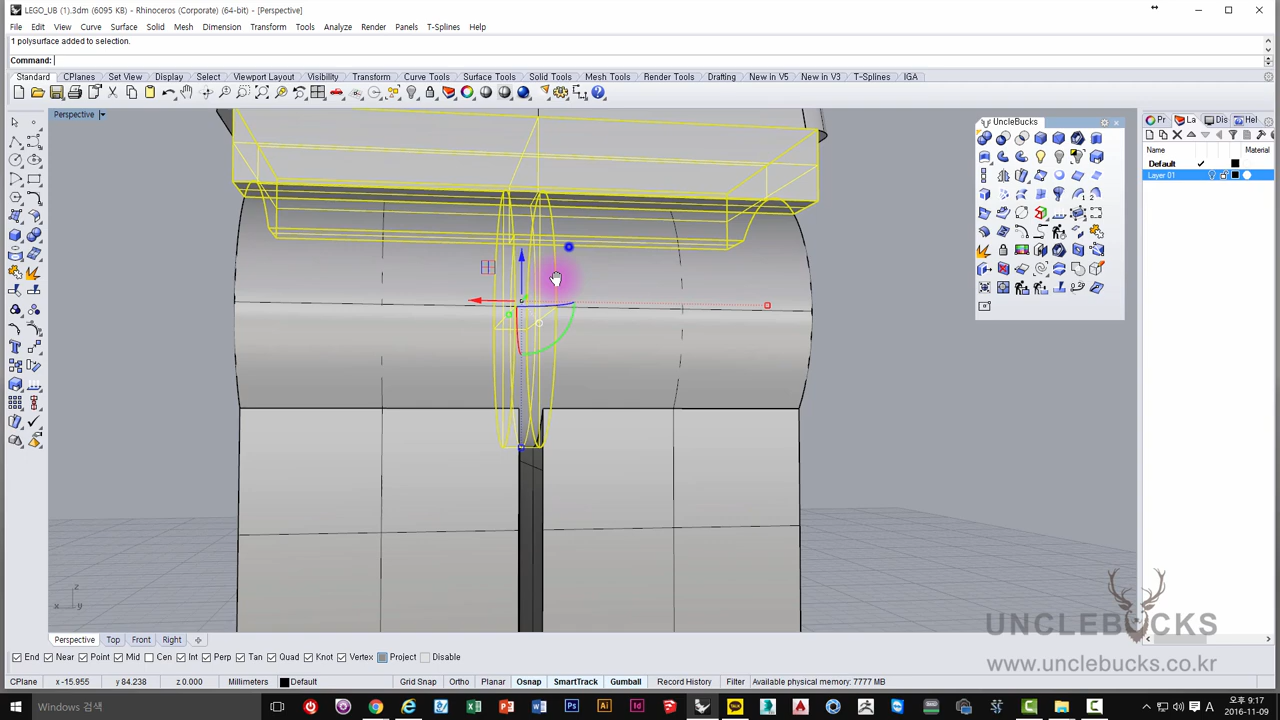 LEGO_UB (1).3dm (6095 KB) - Rhinoceros (Corporate) (64-bit) - [Perspective]
File Edit View Curve Surface Solid Mesh Dimension Transform Tools Analyze Render Panels T-Splines Help
1 polysurface added to selection.
Command:
Standard CPlanes Set View Display Select Viewport Layout Visibility Transform Curve Tools Surface Tools Solid Tools Mesh Tools Render Tools Drafting New in V5 New in V3 T-Splines IGA
Perspective
UncleBucks
Pr La Dis Hel
Name Material
Default
Layer 01
z
x y
UNCLEBUCKS
www.unclebucks.co.kr
Perspective Top Front Right
End Near Point Mid Cen Int Perp Tan Quad Knot Vertex Project Disable
CPlane x -15.955 y 84.238 z 0.000 Millimeters Default Grid Snap Ortho Planar Osnap SmartTrack Gumball Record History Filter Available physical memory: 7777 MB
Windows 검색
A
오후 9:17
2016-11-09